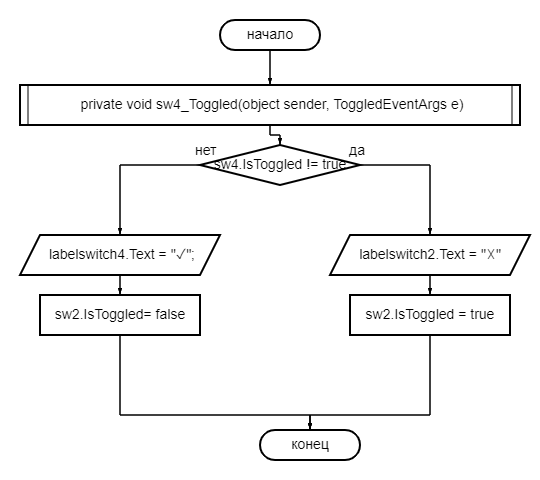 начало
private void sw4_Toggled(object sender, ToggledEventArgs e)
нет
да
sw4.IsToggled != true
labelswitch4.Text = "✓";
labelswitch2.Text = "☓"
sw2.IsToggled= false
sw2.IsToggled = true
конец